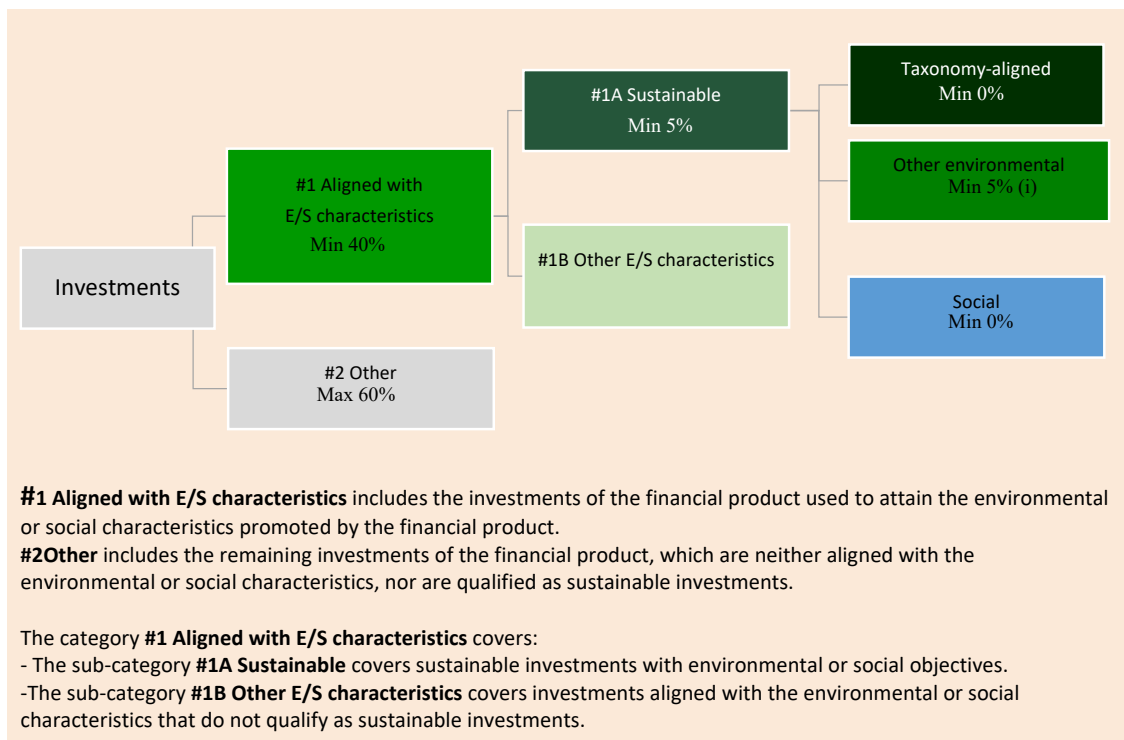 Investments
#1 Aligned with
E/S characteristics
Min 40%
#2 Other
Max 60%
#1A Sustainable
Min 5%
#1B Other E/S characteristics
Taxonomy-aligned
Min 0%
Other environmental
Min 5% (i)
Social
Min 0%
#1 Aligned with E/S characteristics includes the investments of the financial product used to attain the environmental
or social characteristics promoted by the financial product.
#2Other includes the remaining investments of the financial product, which are neither aligned with the
environmental or social characteristics, nor are qualified as sustainable investments.
The category #1 Aligned with E/S characteristics covers:
- The sub-category #1A Sustainable covers sustainable investments with environmental or social objectives.
-The sub-category #1B Other E/S characteristics covers investments aligned with the environmental or social
characteristics that do not qualify as sustainable investments.